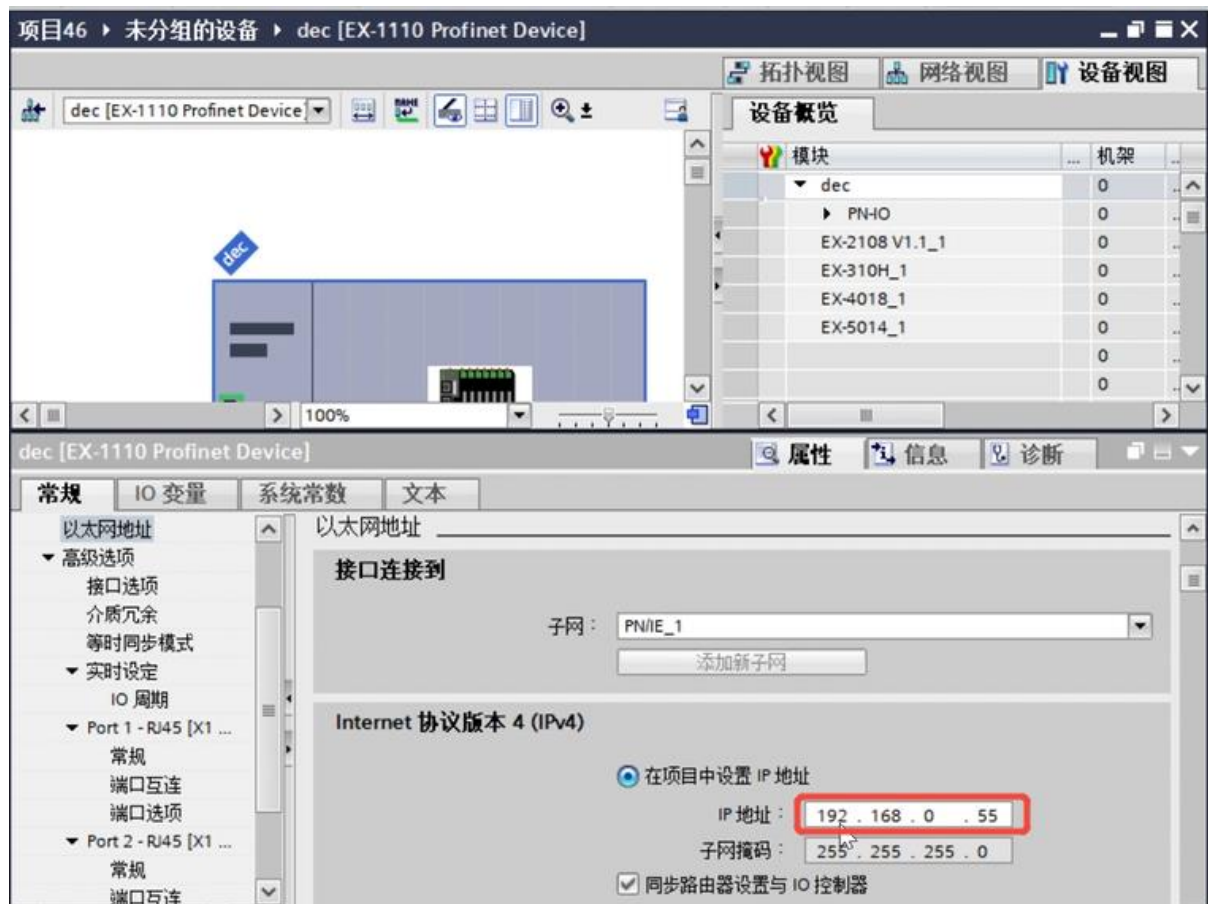 项目46 ▸ 未分组的设备 ▸ dec [EX-1110 Profinet Device]
拓扑视图 网络视图 设备视图
dec [EX-1110 Profinet Device]
设备概览
模块 ... 机架 ...
dec 0
PN-IO 0
EX-2108 V1.1_1 0
EX-310H_1 0
EX-4018_1 0
EX-5014_1 0
0
0
dec
100%
dec [EX-1110 Profinet Device]
属性 信息 诊断
常规 IO 变量 系统常数 文本
以太网地址
高级选项
接口选项
介质冗余
等时同步模式
实时设定
IO 周期
Port 1 - RJ45 [X1 ...
常规
端口互连
端口选项
Port 2 - RJ45 [X1 ...
常规
端口互连
以太网地址
接口连接到
子网: PN/IE_1
添加新子网
Internet 协议版本 4 (IPv4)
在项目中设置 IP 地址
IP 地址: 192 . 168 . 0 . 55
子网掩码: 255 . 255 . 255 . 0
同步路由器设置与 IO 控制器